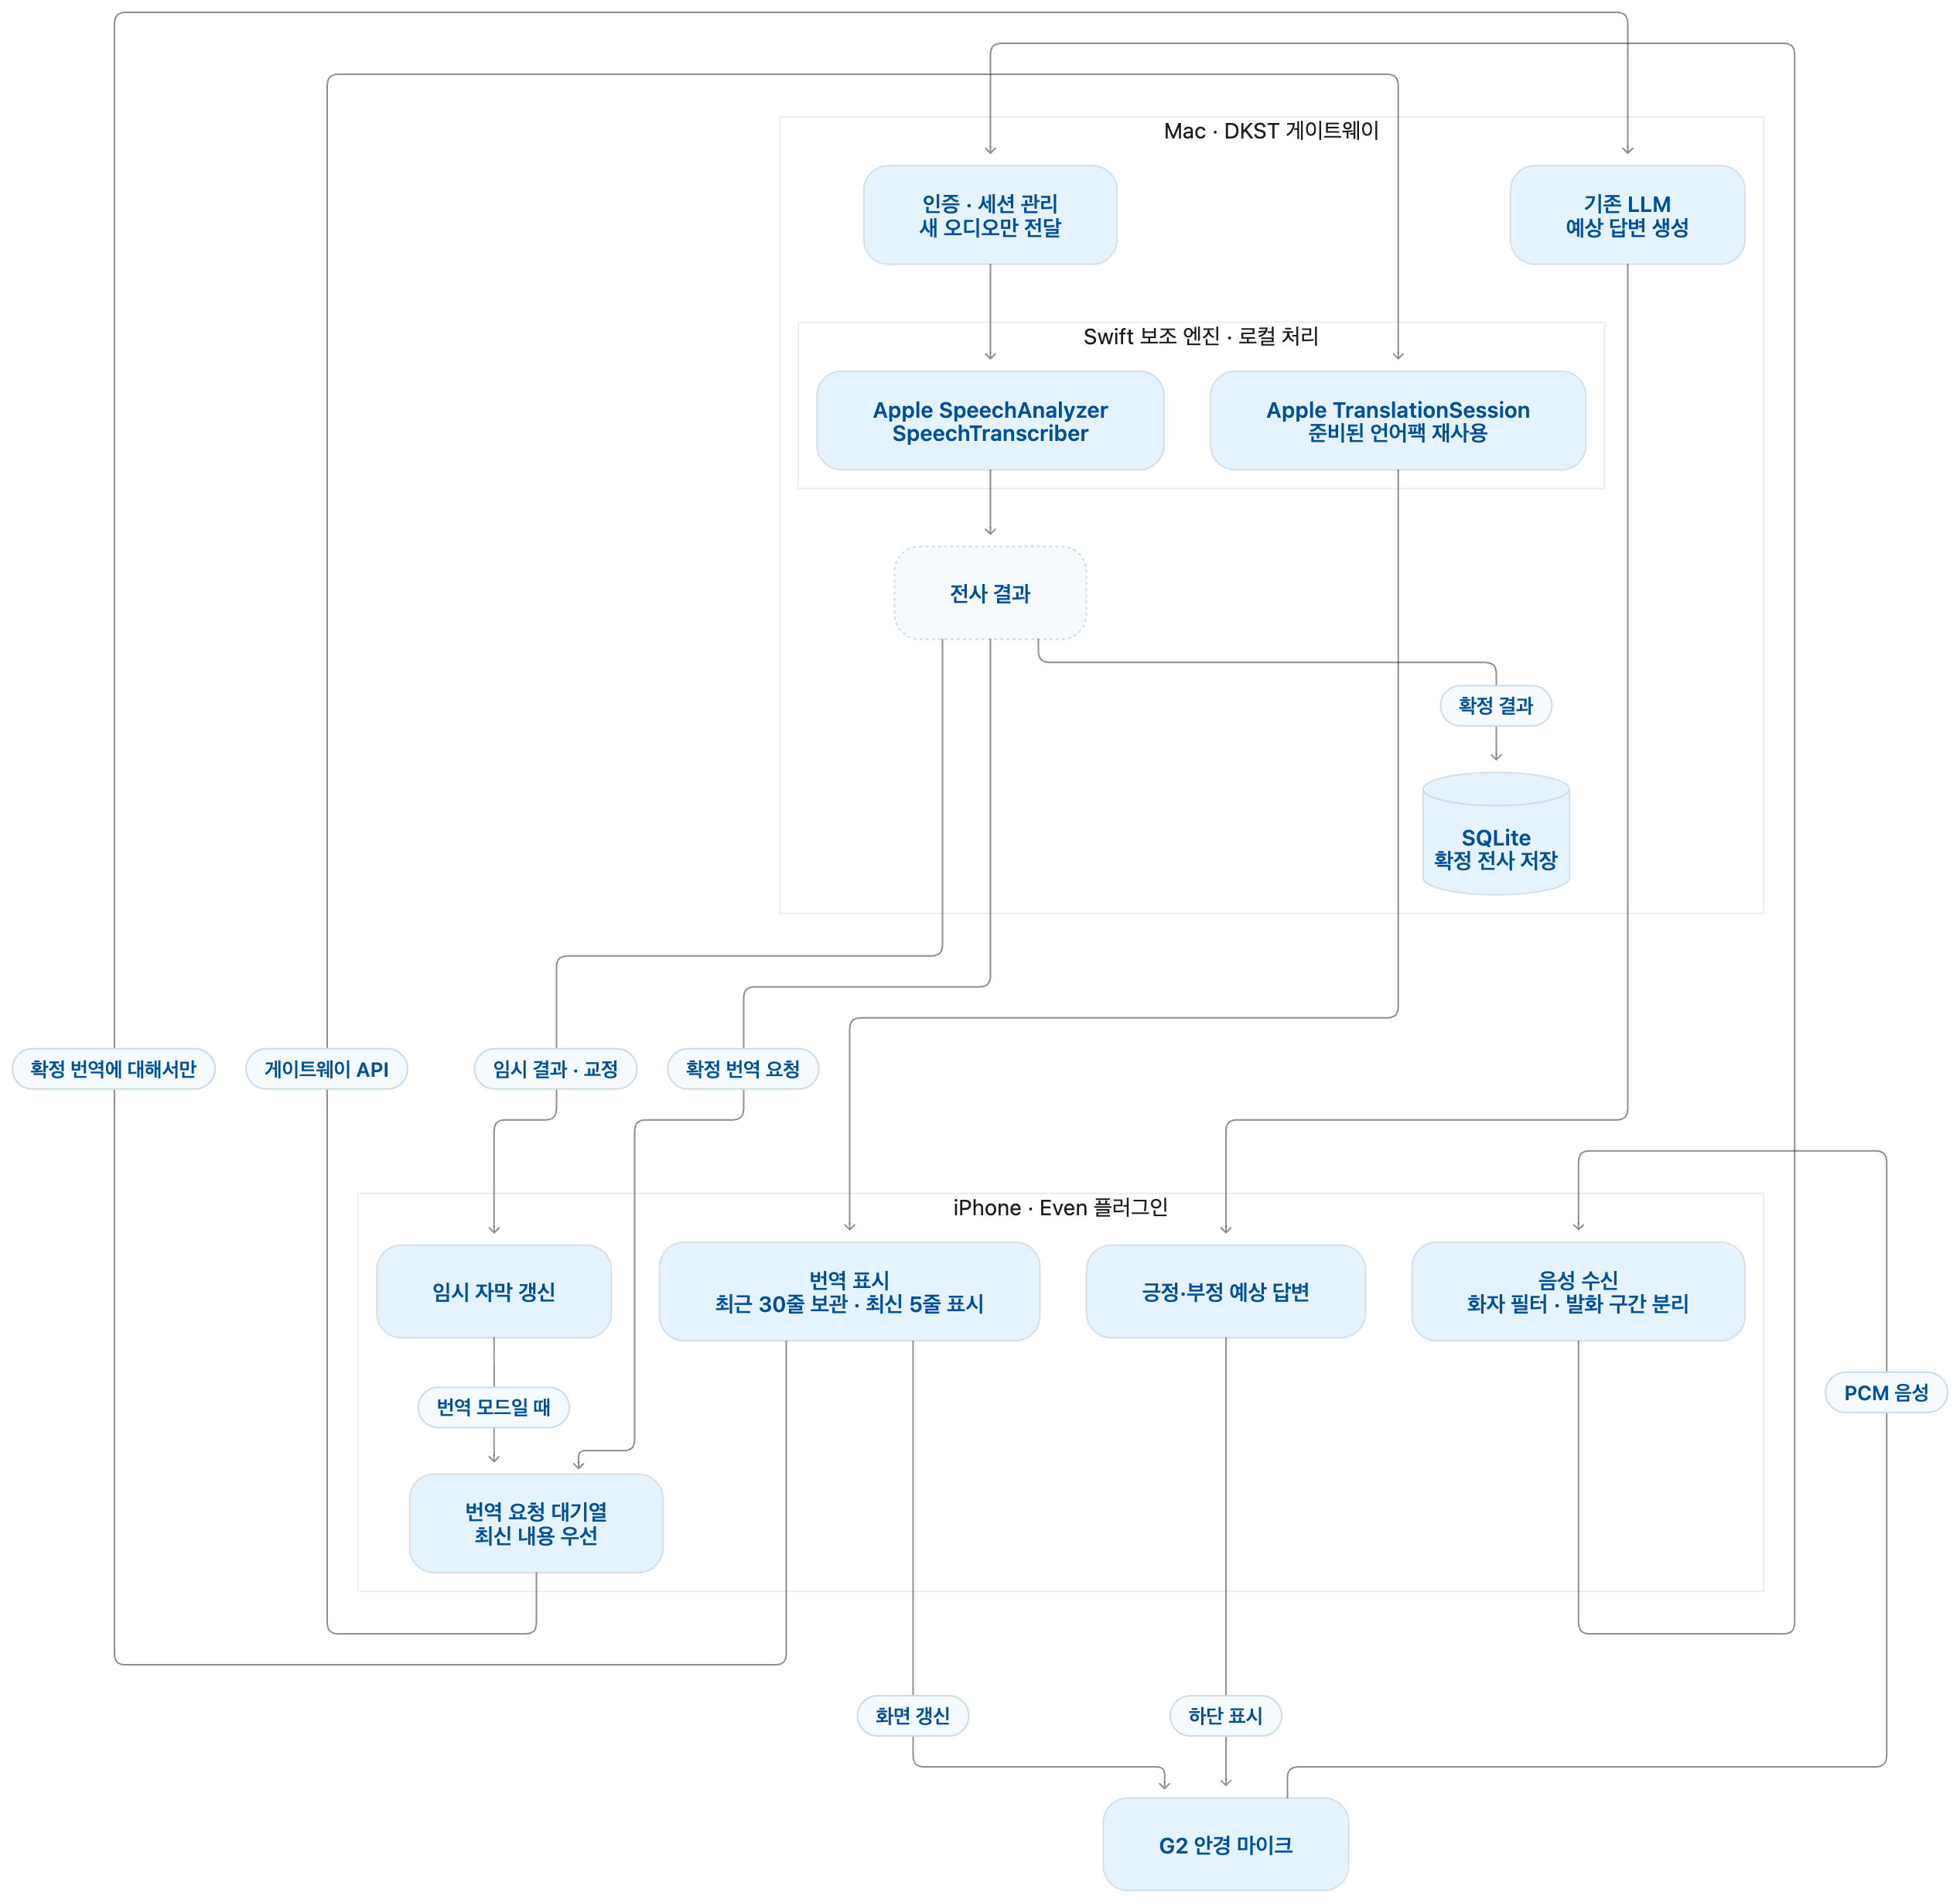 Mac · DKST 게이트웨이
인증 · 세션 관리
새 오디오만 전달
기존 LLM
예상 답변 생성
Swift 보조 엔진 · 로컬 처리
Apple SpeechAnalyzer
SpeechTranscriber
Apple TranslationSession
준비된 언어팩 재사용
전사 결과
확정 결과
SQLite
확정 전사 저장
확정 번역에 대해서만
게이트웨이 API
임시 결과 · 교정
확정 번역 요청
iPhone · Even 플러그인
임시 자막 갱신
번역 표시
최근 30줄 보관 · 최신 5줄 표시
긍정·부정 예상 답변
음성 수신
화자 필터 · 발화 구간 분리
번역 모드일 때
PCM 음성
번역 요청 대기열
최신 내용 우선
화면 갱신
하단 표시
G2 안경 마이크